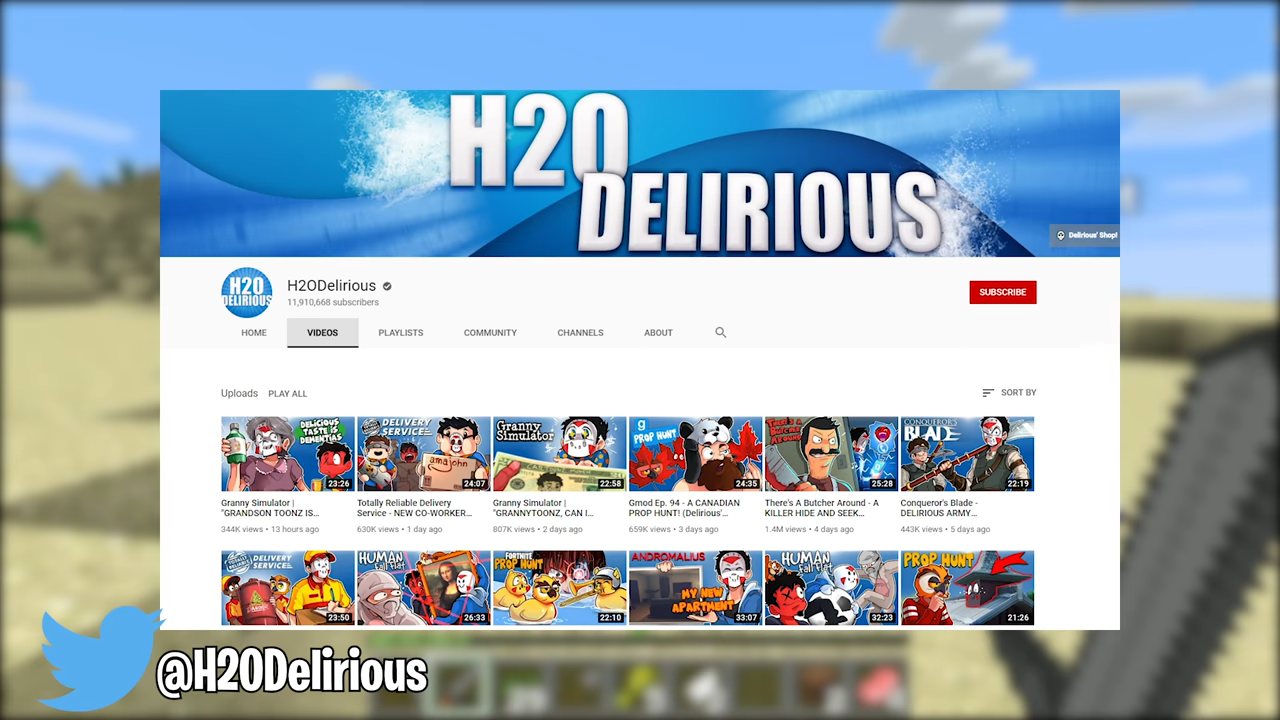 H2O
DELIRIOUS
Delirious' Shop!
H2O
DELIRIOUS
H2ODelirious
11,910,668 subscribers
SUBSCRIBE
HOME VIDEOS PLAYLISTS COMMUNITY CHANNELS ABOUT
Uploads PLAY ALL SORT BY
DELICIOUS
TASTE IS
DEMENTIAS
23:26
DELIVERY
SERVICE
amajohn
24:07
Granny
Simulator
22:58
g
PROP HUNT
24:35
THERE'S A
BUTCHER
AROUND
25:28
CONQUEROR'S
BLADE
22:19
Granny Simulator |
"GRANDSON TOONZ IS...
344K views • 13 hours ago
Totally Reliable Delivery
Service - NEW CO-WORKER...
630K views • 1 day ago
Granny Simulator |
"GRANNYTOONZ, CAN I...
807K views • 2 days ago
Gmod Ep. 94 - A CANADIAN
PROP HUNT! (Delirious'...
659K views • 3 days ago
There's A Butcher Around - A
KILLER HIDE AND SEEK...
1.4M views • 4 days ago
Conqueror's Blade -
DELIRIOUS ARMY...
443K views • 5 days ago
DELIVERY
SERVICE
23:50
HUMAN
fall flat
26:33
FORTNITE
PROP HUNT
22:10
ANDROMALIUS
MY NEW
APARTMENT
33:07
HUMAN
fall flat
32:23
PROP HUNT
21:26
@H2ODelirious